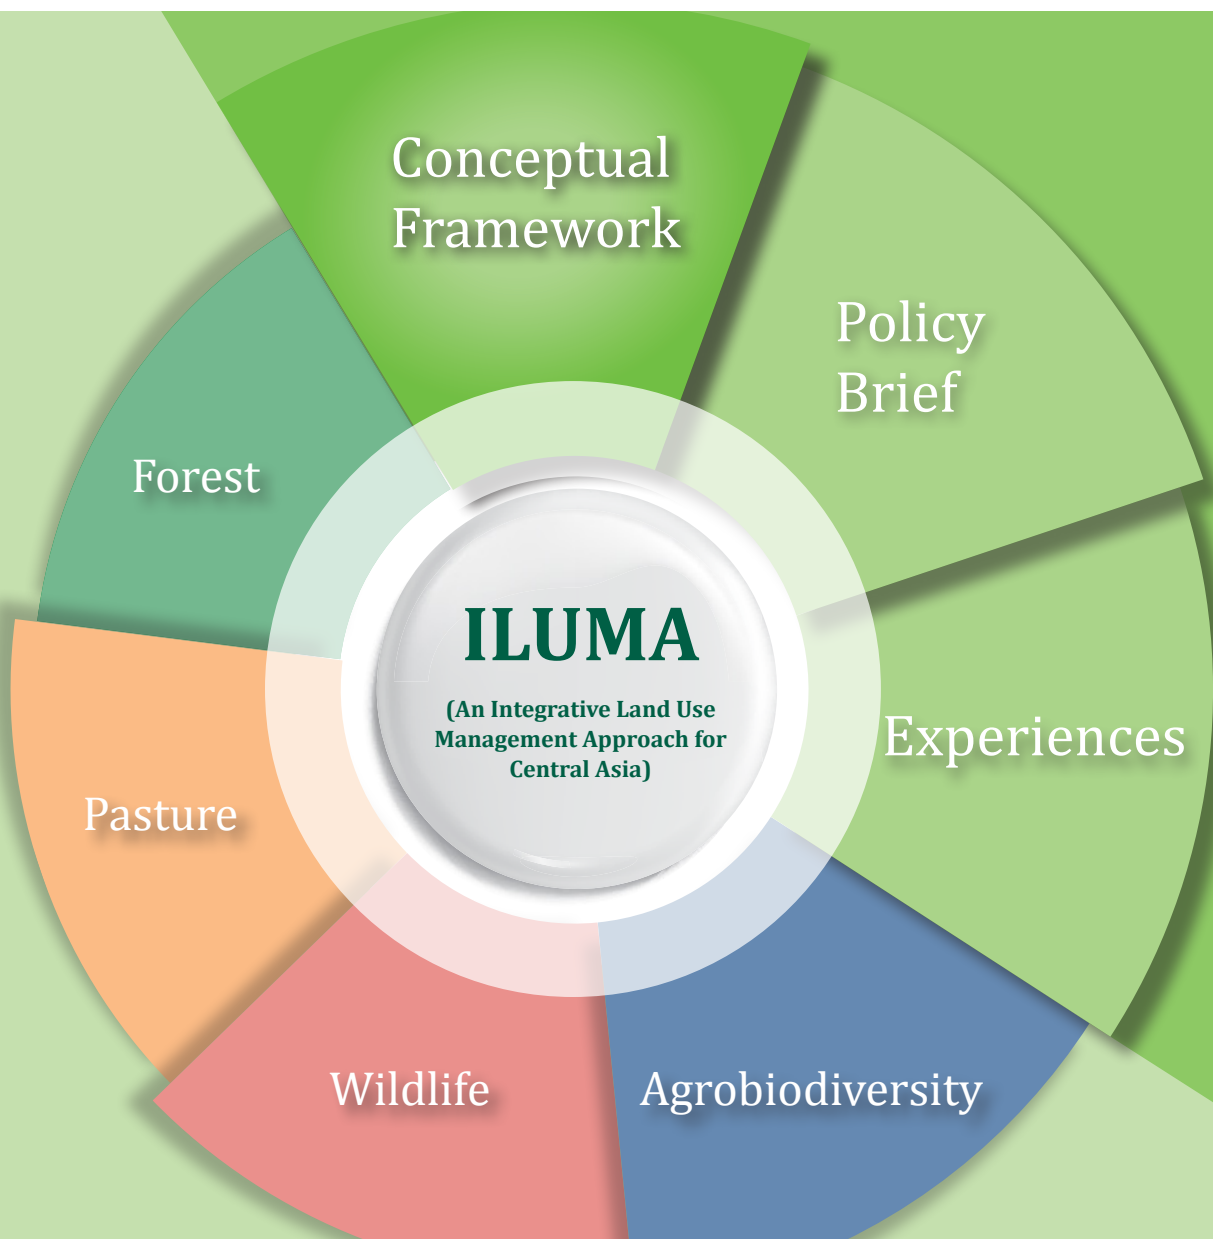 Conceptual
Framework
Policy
Brief
Forest
ILUMA
(An Integrative Land Use
Management Approach for
Central Asia)
Experiences
Pasture
Wildlife
Agrobiodiversity